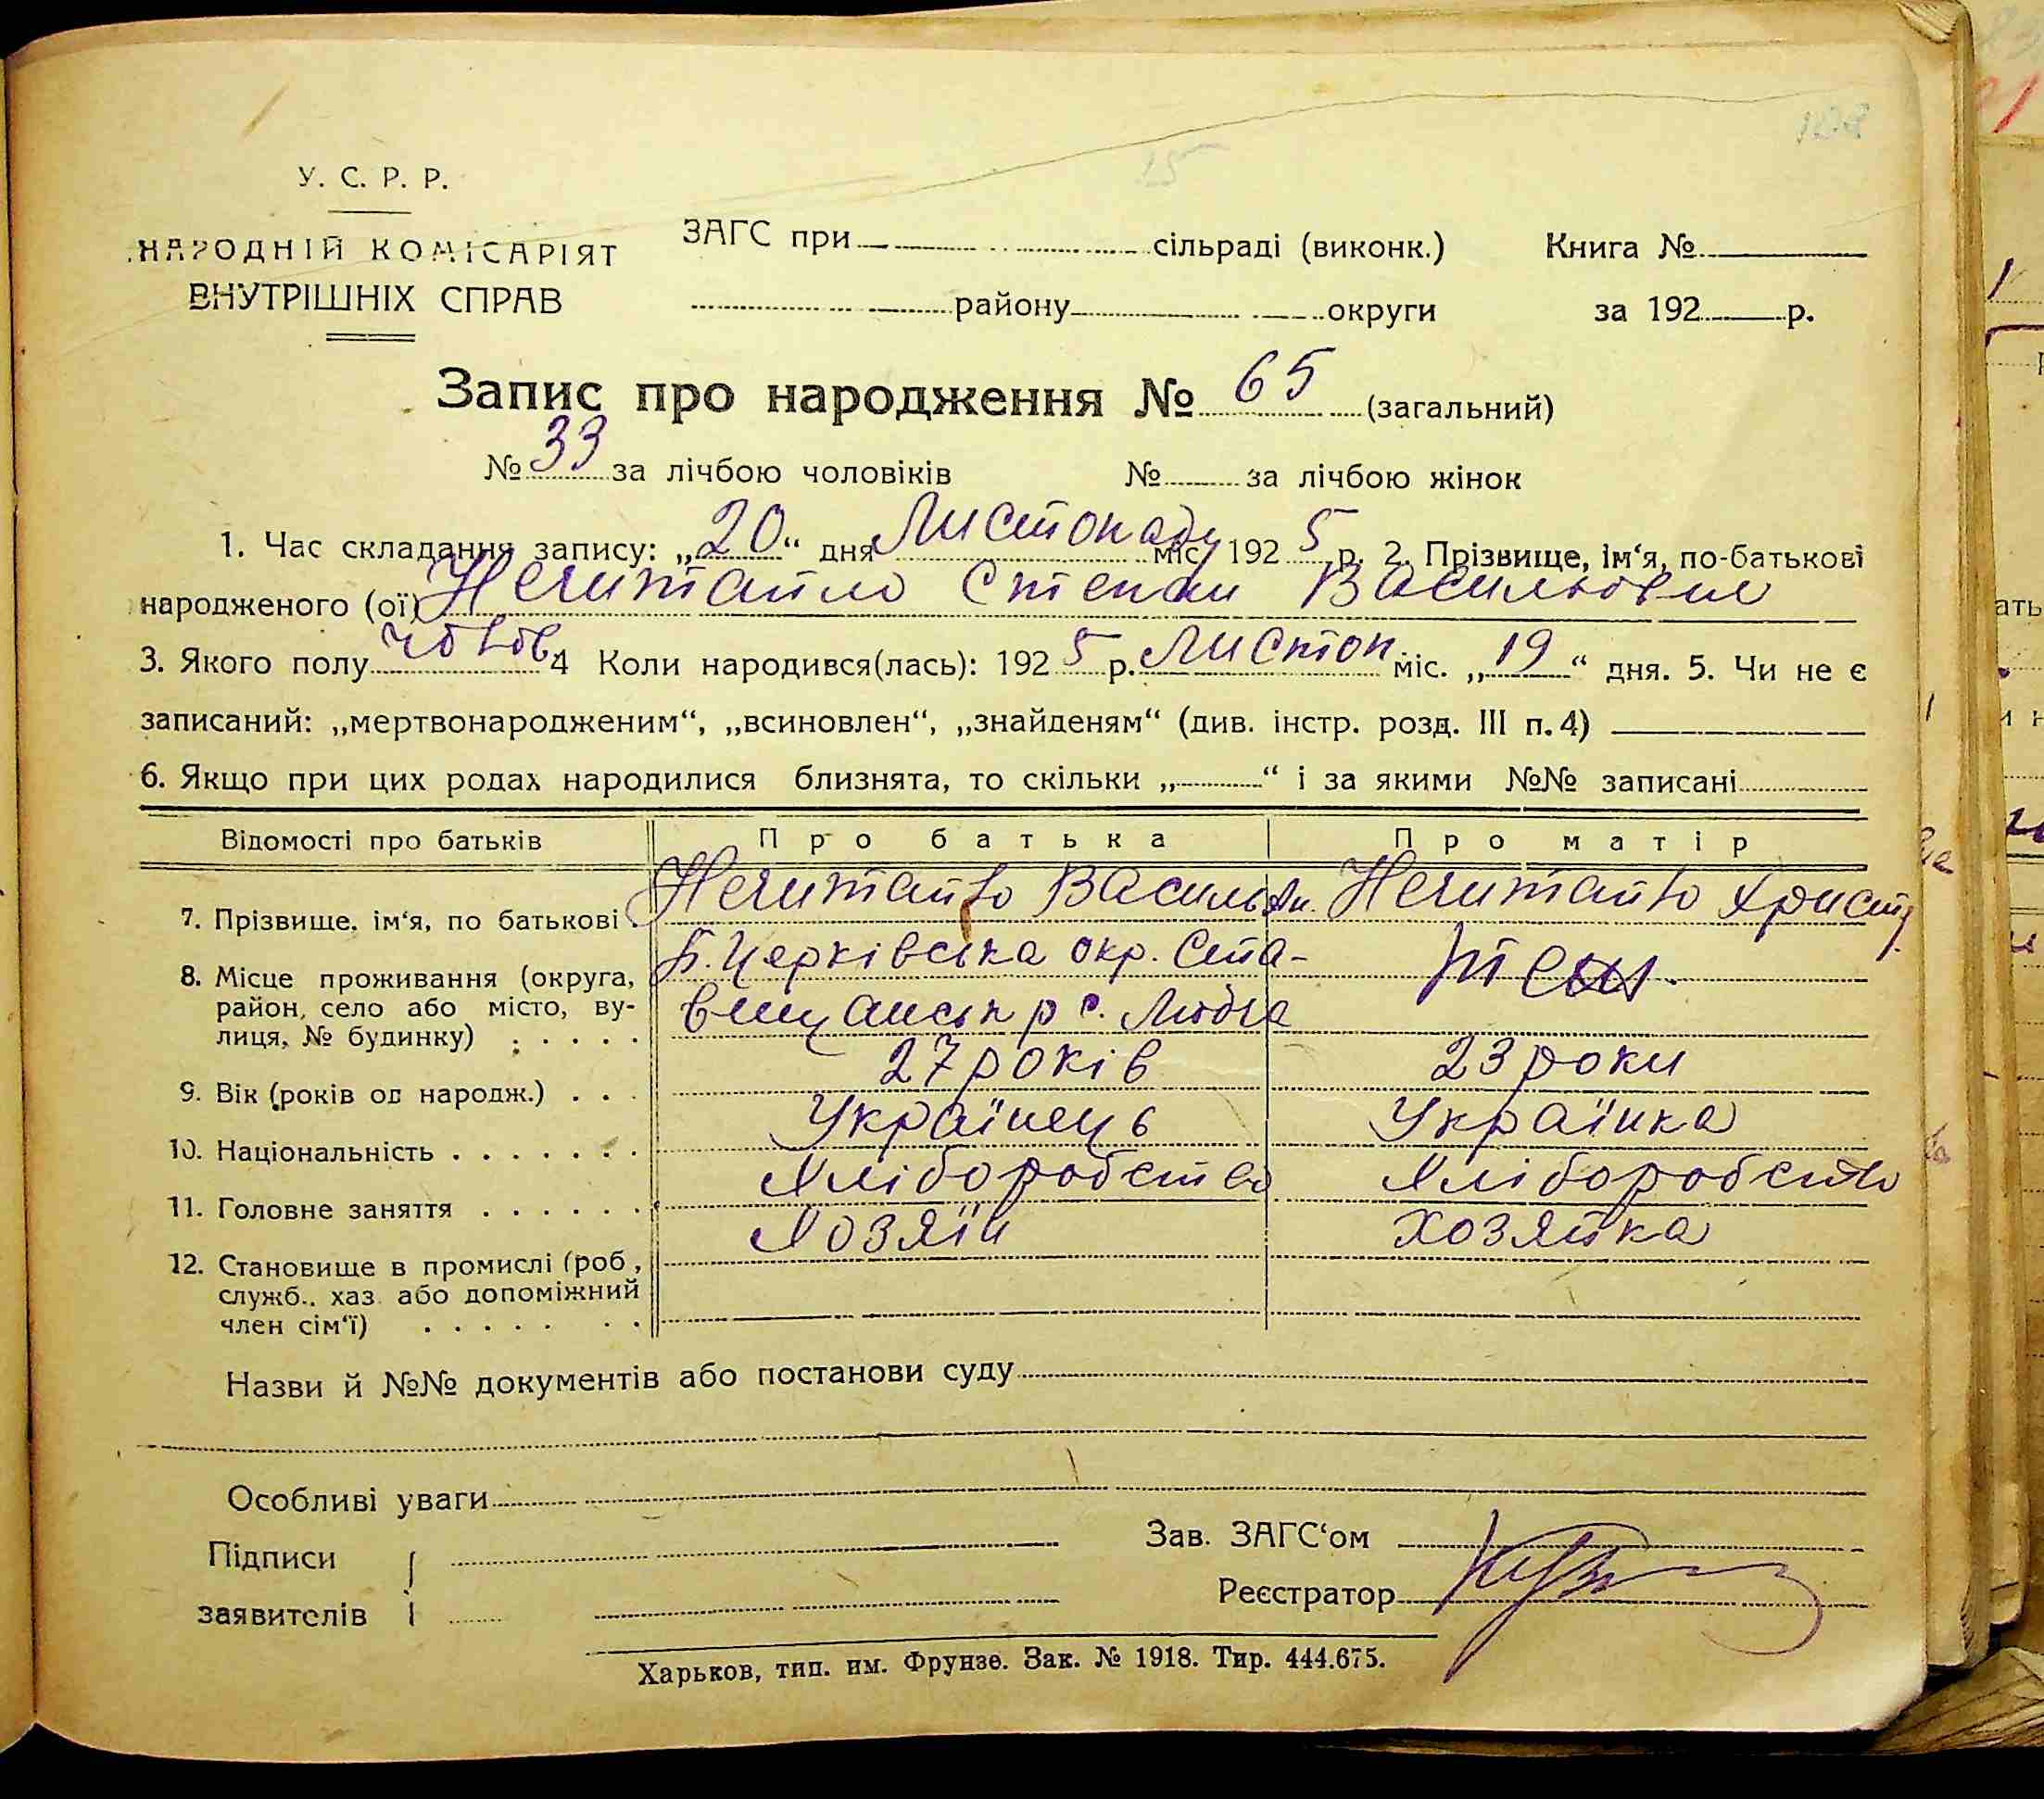 У. С. Р. Р.
НАРОДНІЙ КОМІСАРІЯТ
ВНУТРІШНІХ СПРАВ
ЗАГС при сільраді (виконк.) Книга №
району округи за 192 р.
Запис про народження № 65 (загальний)
№ 33 за лічбою чоловіків № за лічбою жінок
1. Час складання запису: „20“ дня Листопаду міс. 1925 р. 2. Прізвище, ім‘я, по-батькові
народженого (ої) Нечитайло Степан Васильович
3. Якого полу чолов. 4 Коли народився(лась): 1925 р. Листоп. міс. „19“ дня. 5. Чи не є
записаний: „мертвонародженим“, „всиновлен“, „знайденям“ (див. інстр. розд. III п. 4)
6. Якщо при цих родах народилися близнята, то скільки „ “ і за якими №№ записані
Відомості про батьків Про батька Про матір
7. Прізвище, ім‘я, по батькові Нечитайло Василь Нечитайло Христ.
8. Місце проживання (округа, Б. Церківська окр. Ста-
район, село або місто, ву- вищанськ р с.
лиця, № будинку)
9. Вік (років од народж.) 27 років 23 роки
10. Національність Українець Українка
11. Головне заняття Хліборобство Хліборобство
12. Становище в промислі (роб, Хозяїн Хозяйка
служб., хаз. або допоміжний
член сім‘ї)
Назви й №№ документів або постанови суду
Особливі уваги
Підписи
заявителів
Зав. ЗАГС‘ом
Реєстратор
Харьков, тип. им. Фрунзе. Зак. № 1918. Тир. 444.675.